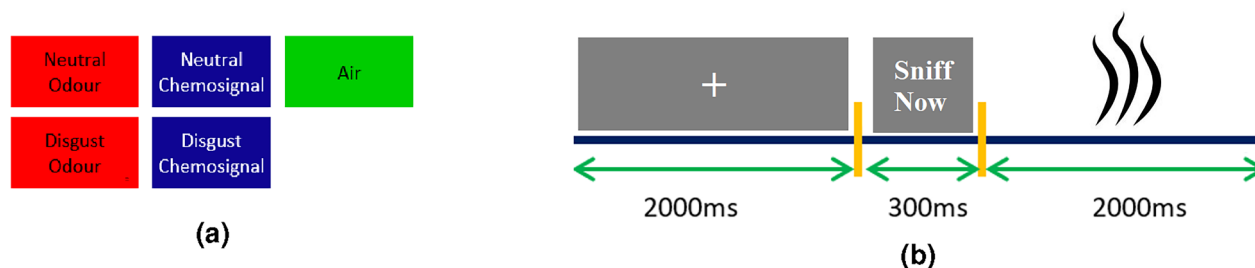 Neutral
Odour
Neutral
Chemosignal
Air
Disgust
Odour
Disgust
Chemosignal
(a)
+
Sniff
Now
2000ms
300ms
2000ms
(b)